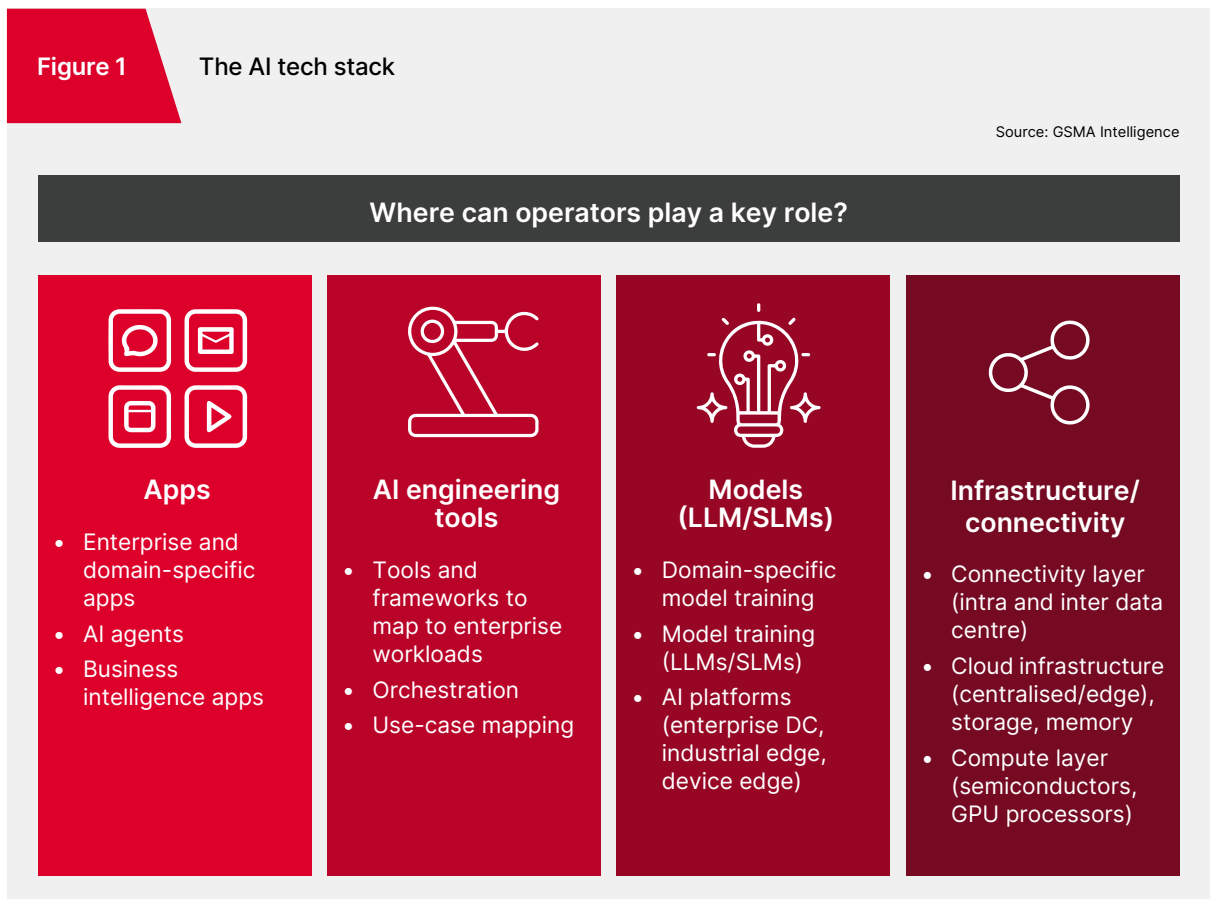 Figure 1
The AI tech stack
Source: GSMA Intelligence
Where can operators play a key role?
Apps
• Enterprise and
domain-specific
apps
• AI agents
• Business
intelligence apps
AI engineering
tools
• Tools and
frameworks to
map to enterprise
workloads
• Orchestration
• Use-case mapping
Models
(LLM/SLMs)
• Domain-specific
model training
• Model training
(LLMs/SLMs)
• AI platforms
(enterprise DC,
industrial edge,
device edge)
Infrastructure/
connectivity
• Connectivity layer
(intra and inter data
centre)
• Cloud infrastructure
(centralised/edge),
storage, memory
• Compute layer
(semiconductors,
GPU processors)